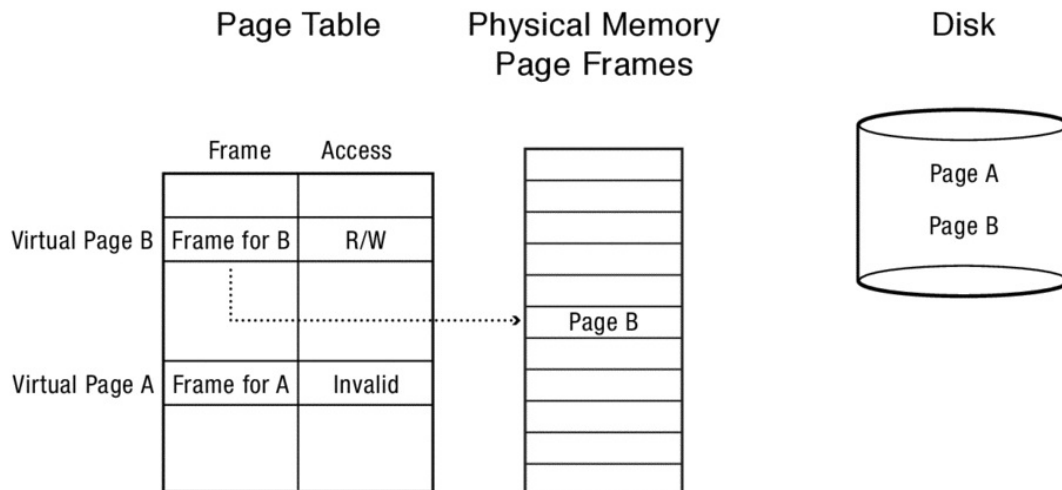 Page Table
Physical Memory
Page Frames
Disk
Frame
Access
Virtual Page B
Frame for B
R/W
Virtual Page A
Frame for A
Invalid
Page B
Page A
Page B